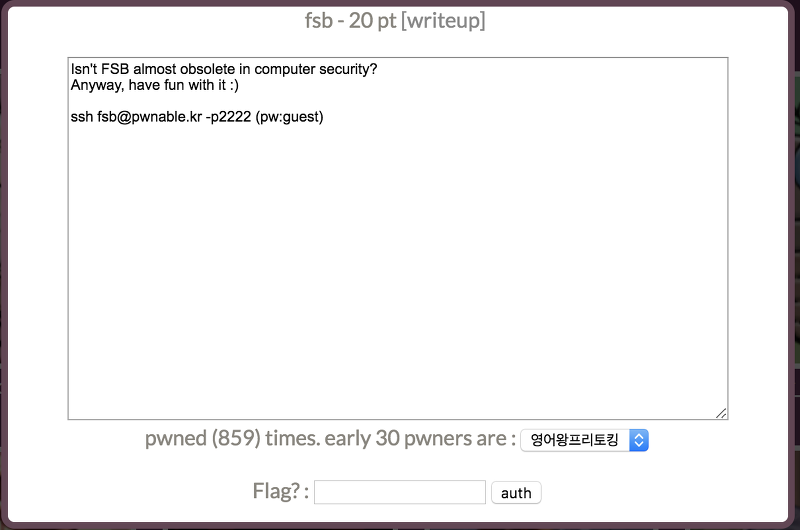 fsb - 20 pt [writeup]
Isn't FSB almost obsolete in computer security?
Anyway, have fun with it :)
ssh fsb@pwnable.kr -p2222 (pw:guest)
pwned (859) times. early 30 pwners are : 영어왕프리토킹
Flag? : auth